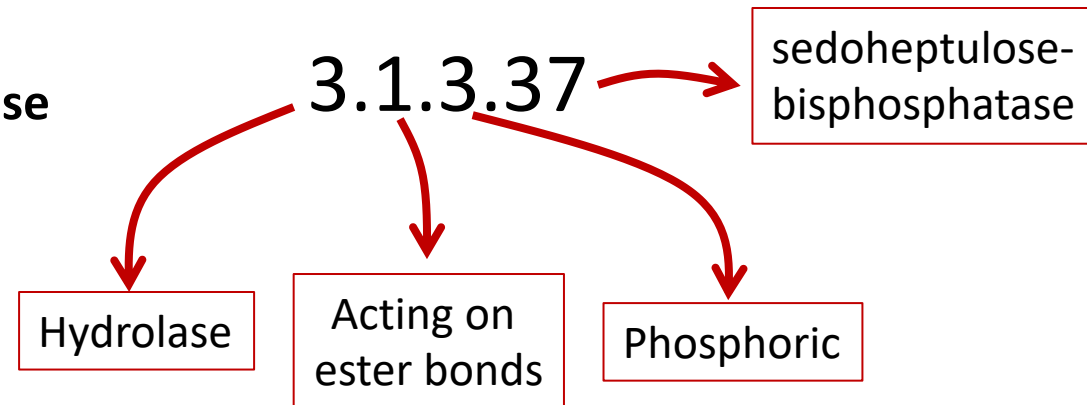 se
3.1.3.37
sedoheptulose-
bisphosphatase
Hydrolase
Acting on
ester bonds
Phosphoric